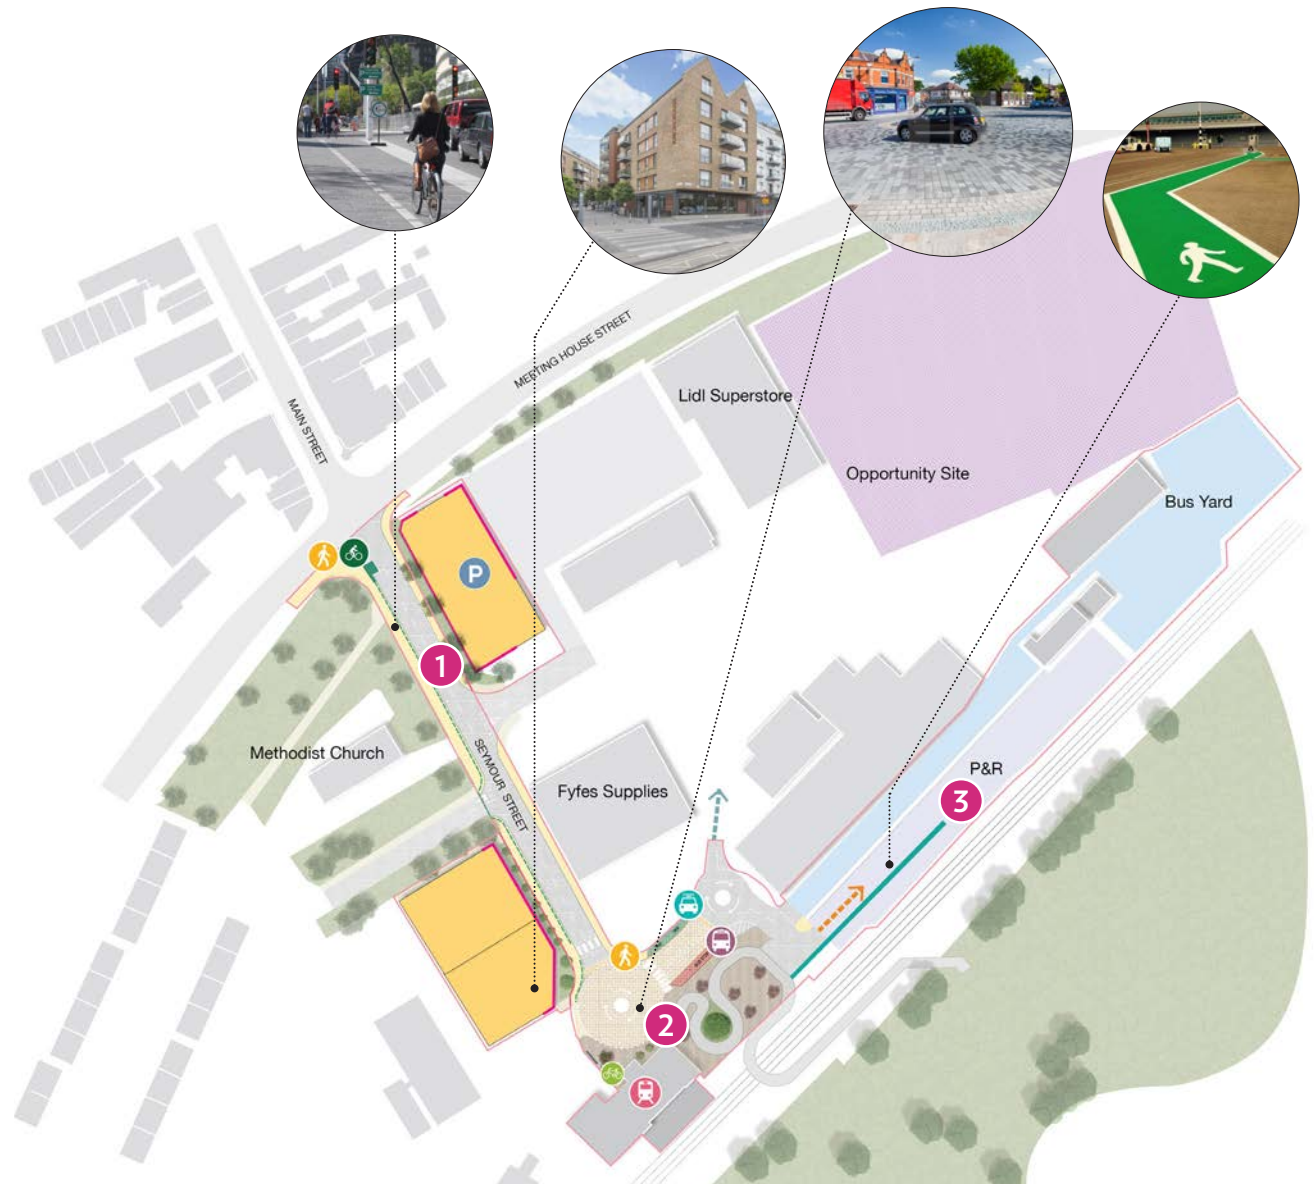 MEETING HOUSE STREET
MAIN STREET
Lidl Superstore
Opportunity Site
Bus Yard
P
1
Methodist Church
SEYMOUR STREET
Fyfes Supplies
P&R
3
2